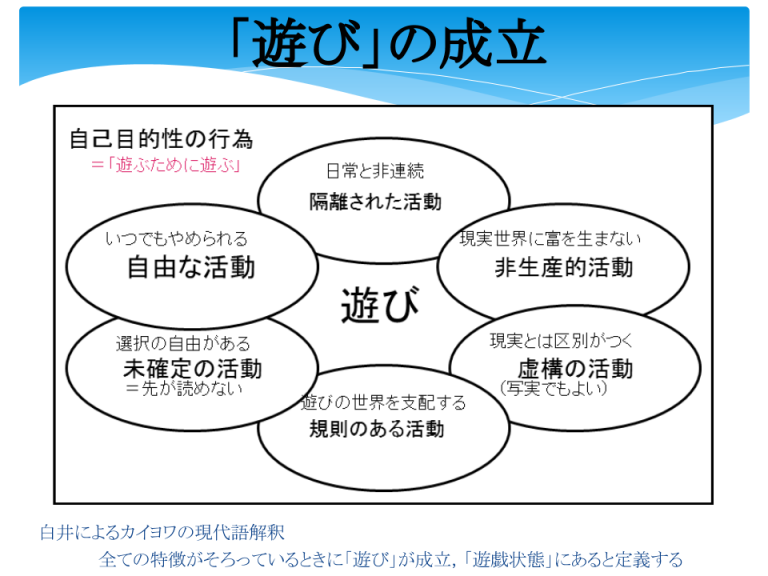 「遊び」の成立
自己目的性の行為
＝「遊ぶために遊ぶ」
日常と非連続
隔離された活動
いつでもやめられる
自由な活動
現実世界に富を生まない
非生産的活動
遊び
選択の自由がある
未確定の活動
＝先が読めない
現実とは区別がつく
虚構の活動
（写実でもよい）
遊びの世界を支配する
規則のある活動
白井によるカイヨワの現代語解釈
全ての特徴がそろっているときに「遊び」が成立，「遊戯状態」にあると定義する